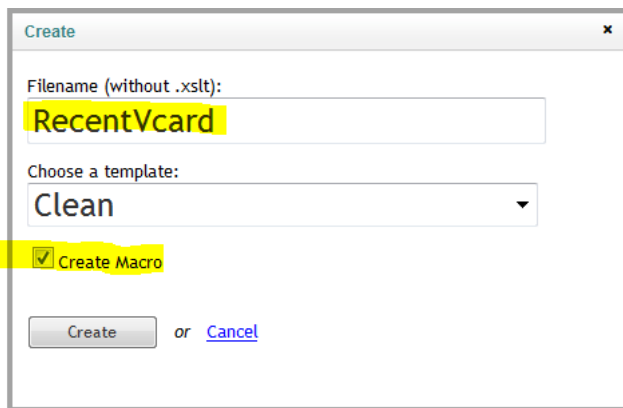 Create
Filename (without .xslt):
RecentVcard
Choose a template:
Clean
Create Macro
Create or Cancel